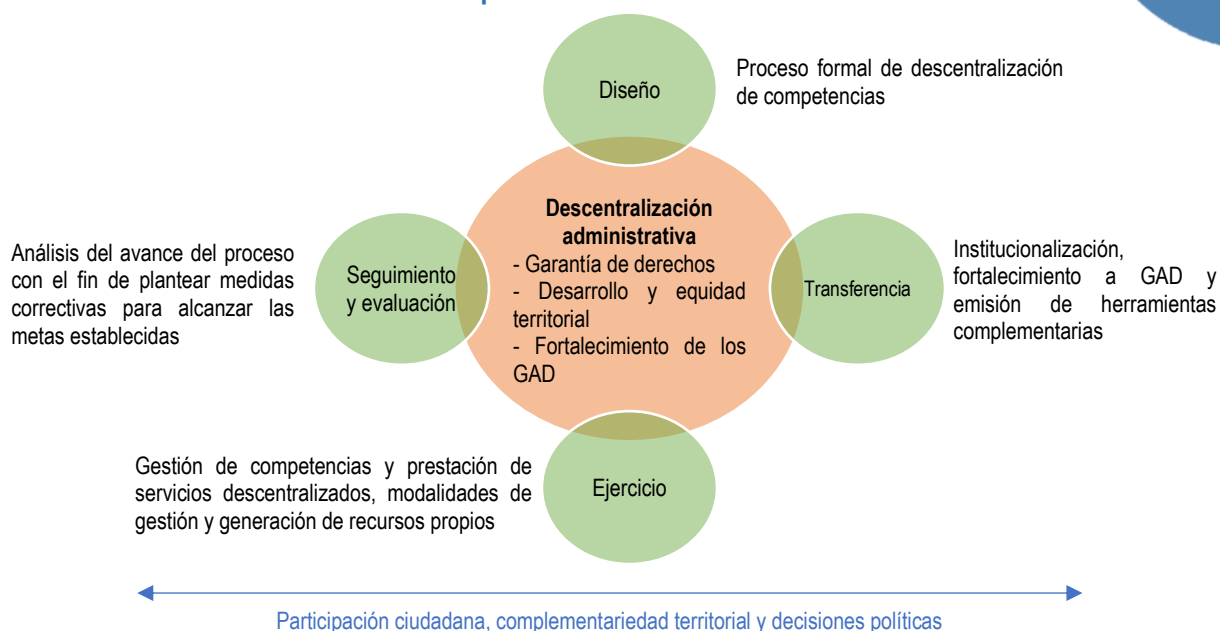 Diseño
Proceso formal de descentralización
de competencias
Descentralización
administrativa
- Garantía de derechos
- Desarrollo y equidad
territorial
- Fortalecimiento de los
GAD
Análisis del avance del proceso
con el fin de plantear medidas
correctivas para alcanzar las
metas establecidas
Seguimiento
y evaluación
Transferencia
Institucionalización,
fortalecimiento a GAD y
emisión de herramientas
complementarias
Gestión de competencias y prestación de
servicios descentralizados, modalidades de
gestión y generación de recursos propios
Ejercicio
Participación ciudadana, complementariedad territorial y decisiones políticas